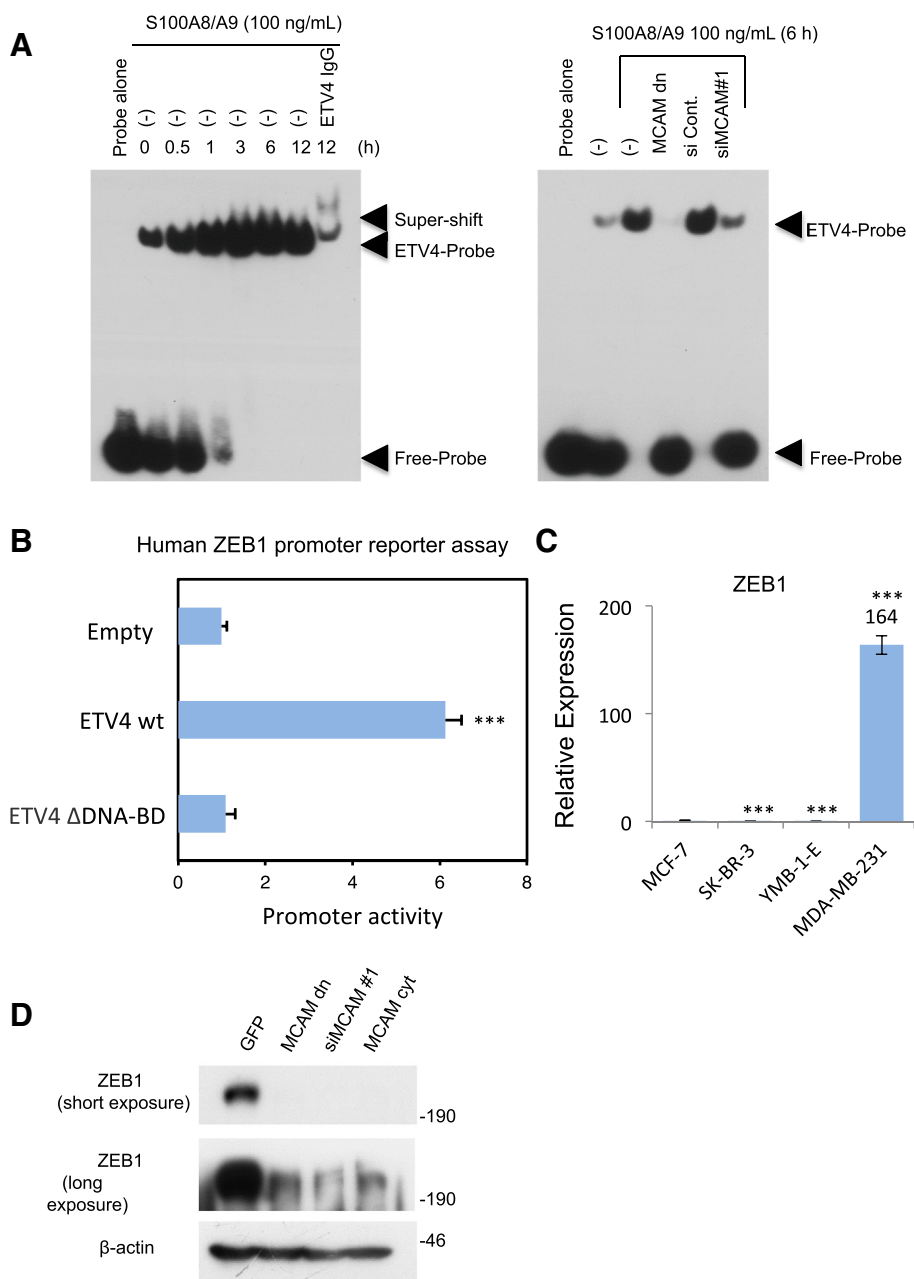 A
S100A8/A9 (100 ng/mL)
Probe alone
(-)
(-)
(-)
(-)
(-)
(-)
ETV4 IgG
0 0.5 1 3 6 12 12 (h)
Super-shift
ETV4-Probe
Free-Probe
S100A8/A9 100 ng/mL (6 h)
Probe alone
(-)
(-)
MCAM dn
si Cont.
siMCAM#1
ETV4-Probe
Free-Probe
B
Human ZEB1 promoter reporter assay
Empty
ETV4 wt
***
ETV4 ΔDNA-BD
0 2 4 6 8
Promoter activity
C
ZEB1
Relative Expression
200
100
0
***
***
***
164
MCF-7
SK-BR-3
YMB-1-E
MDA-MB-231
D
GFP
MCAM dn
siMCAM #1
MCAM cyt
ZEB1
(short exposure)
-190
ZEB1
(long
exposure)
-190
β-actin
-46